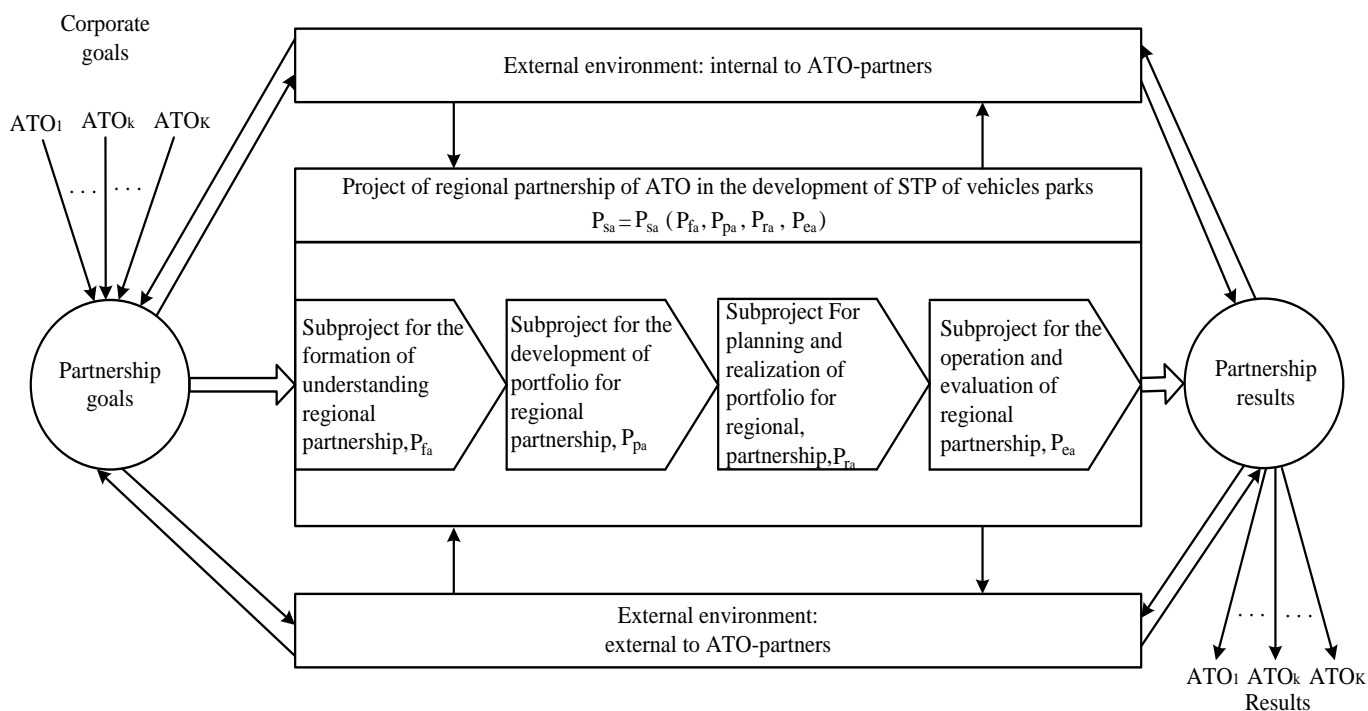 Corporate
goals
ATO1 ATOk ATOK
. . . . . .
External environment: internal to ATO-partners
Project of regional partnership of ATO in the development of STP of vehicles parks
Psa = Psa ( Pfa , Ppa , Pra , Pea)
Partnership
goals
Subproject for the
formation of
understanding
regional
partnership,Pfa
Subproject for the
development of
portfolio for
regional
partnership, Ppa
Subproject For
planning and
realization of
portfolio for
regional,
partnership,Pra
Subproject for the
operation and
evaluation of
regional
partnership, Pea
Partnership
results
External environment:
external to ATO-partners
. . . . . .
ATO1 ATOk ATOK
Results